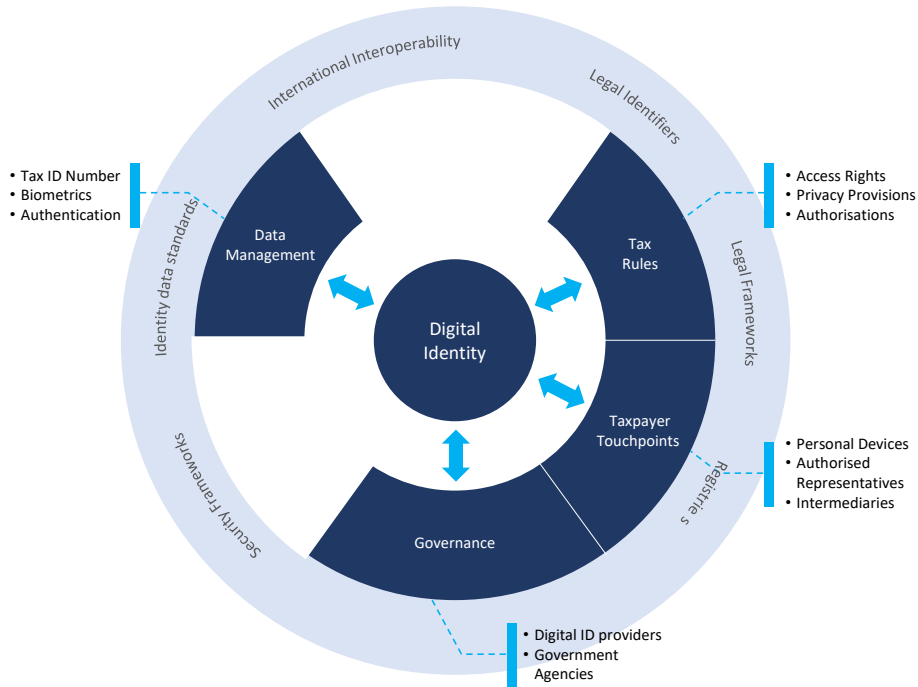 International Interoperability
Legal Identifiers
• Tax ID Number
• Biometrics
• Authentication
• Access Rights
• Privacy Provisions
• Authorisations
Data
Management
Tax
Rules
Identity data standards
Legal Frameworks
Digital
Identity
Taxpayer
Touchpoints
• Personal Devices
• Authorised
Representatives
• Intermediaries
Registrie s
Security Frameworks
Governance
• Digital ID providers
• Government
Agencies